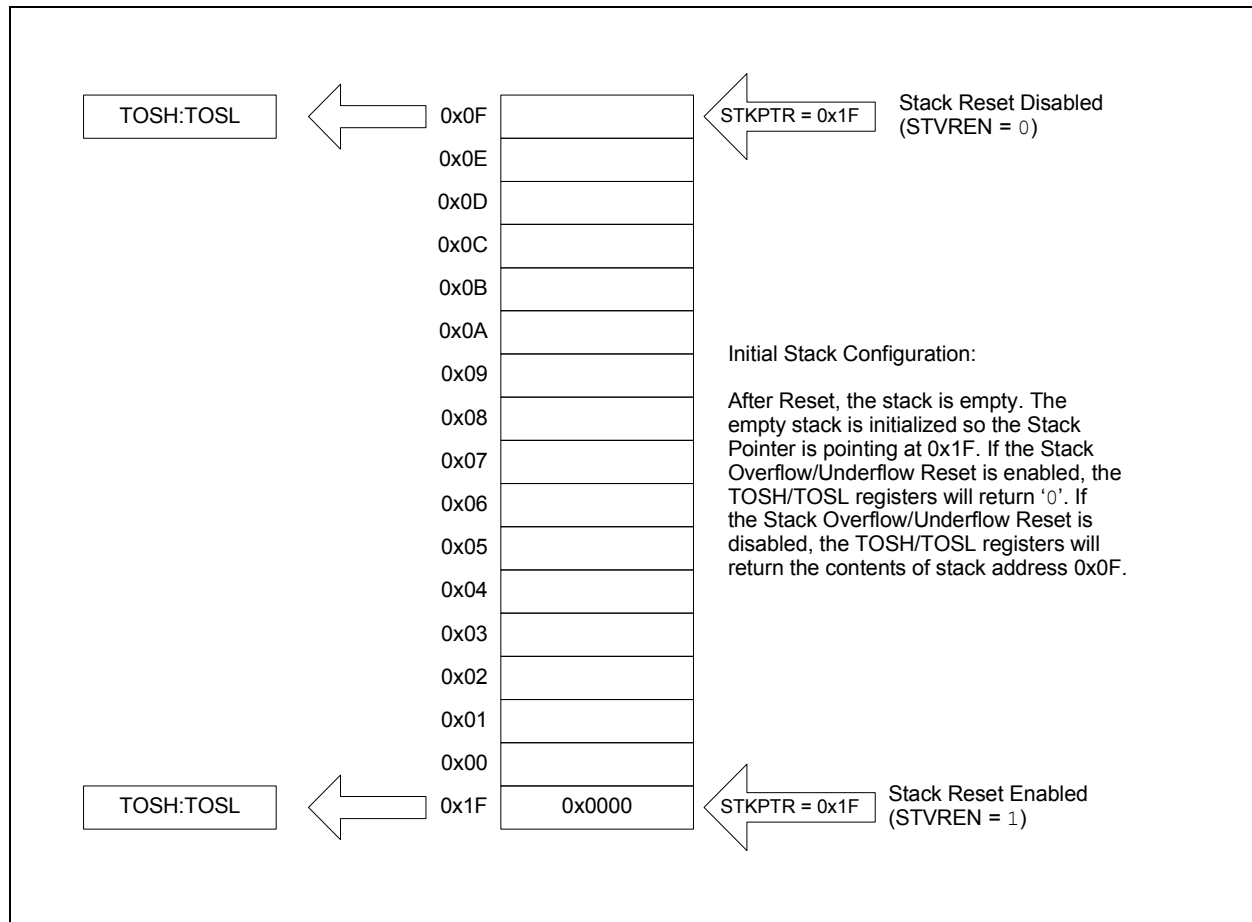 TOSH:TOSL
0x0F
STKPTR = 0x1F
Stack Reset Disabled
(STVREN = 0)
0x0E
0x0D
0x0C
0x0B
0x0A
0x09
0x08
0x07
0x06
0x05
0x04
0x03
0x02
0x01
0x00
Initial Stack Configuration:
After Reset, the stack is empty. The
empty stack is initialized so the Stack
Pointer is pointing at 0x1F. If the Stack
Overflow/Underflow Reset is enabled, the
TOSH/TOSL registers will return ‘0’. If
the Stack Overflow/Underflow Reset is
disabled, the TOSH/TOSL registers will
return the contents of stack address 0x0F.
TOSH:TOSL
0x1F
0x0000
STKPTR = 0x1F
Stack Reset Enabled
(STVREN = 1)